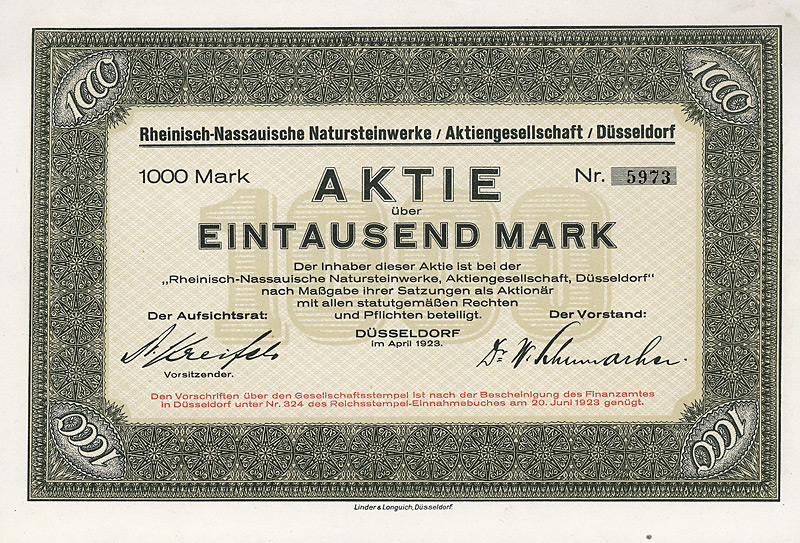 1000 1000
Rheinisch-Nassauische Natursteinwerke / Aktiengesellschaft / Düsseldorf
1000 Mark AKTIE Nr. 5973
über
EINTAUSEND MARK
1000
Der Inhaber dieser Aktie ist bei der
„Rheinisch-Nassauische Natursteinwerke, Aktiengesellschaft, Düsseldorf“
nach Maßgabe ihrer Satzungen als Aktionär
mit allen statutgemäßen Rechten
Der Aufsichtsrat: und Pflichten beteiligt. Der Vorstand:
DÜSSELDORF
im April 1923.
A. Kreifels Dr. W. Schumacher.
Vorsitzender.
Den Vorschriften über den Gesellschaftsstempel ist nach der Bescheinigung des Finanzamtes
in Düsseldorf unter Nr. 324 des Reichsstempel-Einnahmebuches am 20. Juni 1923 genügt.
1000 1000
Linder & Longuich, Düsseldorf.